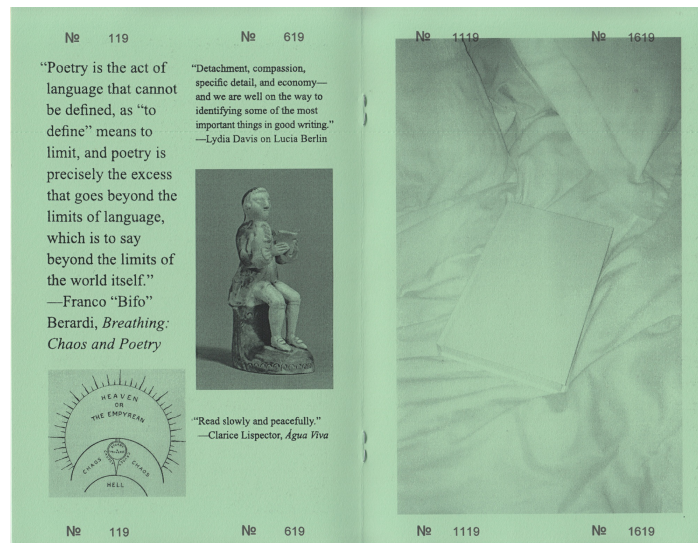 № 119
№ 619
№ 1119
№ 1619
“Poetry is the act of
language that cannot
be defined, as “to
define” means to
limit, and poetry is
precisely the excess
that goes beyond the
limits of language,
which is to say
beyond the limits of
the world itself.”
—Franco “Bifo”
Berardi, Breathing:
Chaos and Poetry
“Detachment, compassion,
specific detail, and economy—
and we are well on the way to
identifying some of the most
important things in good writing.”
—Lydia Davis on Lucia Berlin
HEAVEN
OR
THE EMPYREAN
CHAOS
CHAOS
HELL
“Read slowly and peacefully.”
—Clarice Lispector, Água Viva
№ 119
№ 619
№ 1119
№ 1619